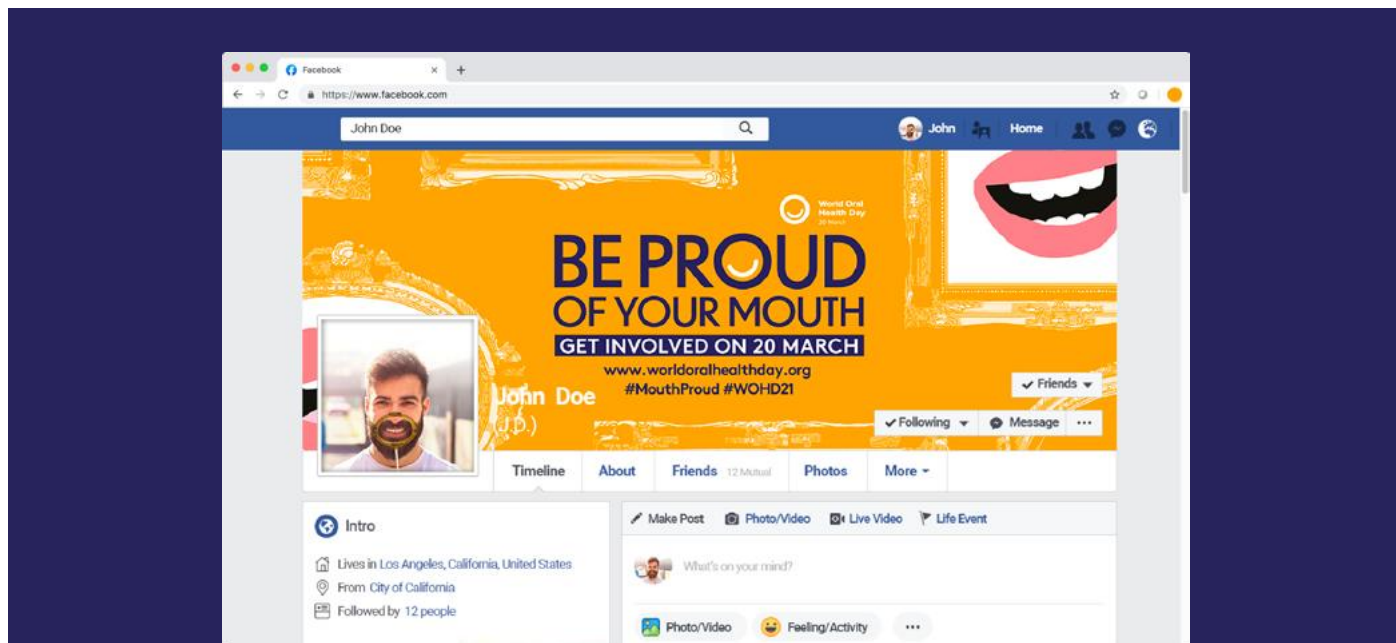 Facebook
https://www.facebook.com
John Doe
John
Home
World Oral
Health Day
20 March
BE PROUD
OF YOUR MOUTH
GET INVOLVED ON 20 MARCH
www.worldoralhealthday.org
#MouthProud #WOHD21
John Doe
(J.D.)
Friends
Following
Message
Timeline About Friends 12 Mutual Photos More
Intro
Lives in Los Angeles, California, United States
From City of California
Followed by 12 people
Make Post Photo/Video Live Video Life Event
What's on your mind?
Photo/Video Feeling/Activity